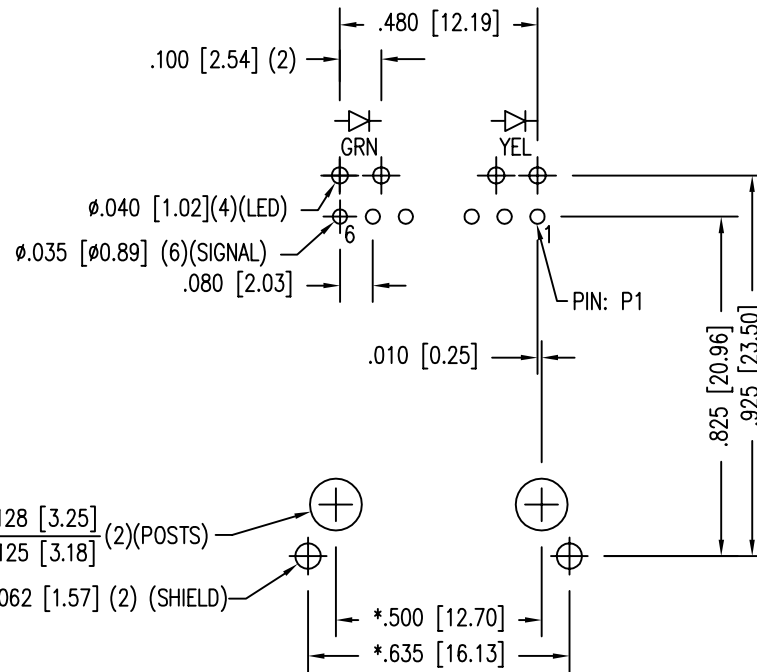 .480 [12.19]
.100 [2.54] (2)
GRN
YEL
ø.040 [1.02](4)(LED)
6
1
ø.035 [ø0.89] (6)(SIGNAL)
.080 [2.03]
PIN: P1
.010 [0.25]
.825 [20.96]
.925 [23.50]
128 [3.25]
125 [3.18]
(2)(POSTS)
062 [1.57] (2) (SHIELD)
*.500 [12.70]
*.635 [16.13]